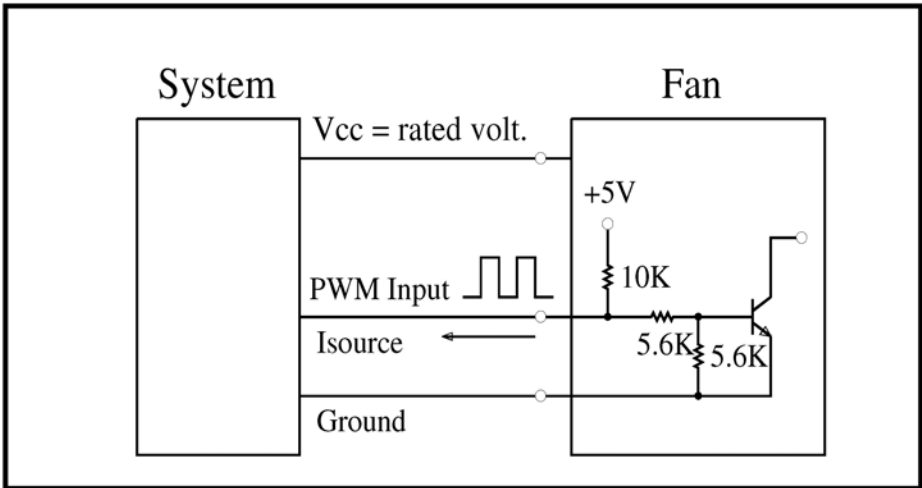 System
Fan
Vcc = rated volt.
+5V
10K
PWM Input
Isource
5.6K
5.6K
Ground